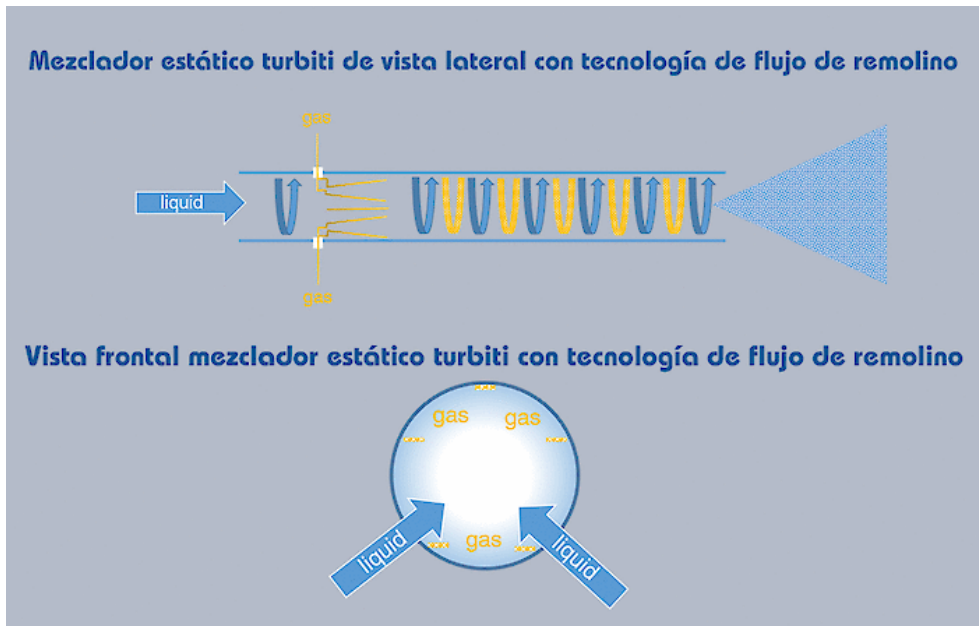 Mezclador estático turbiti de vista lateral con tecnología de flujo de remolino
gas
liquid
gas
Vista frontal mezclador estático turbiti con tecnología de flujo de remolino
gas
gas
liquid
gas
liquid